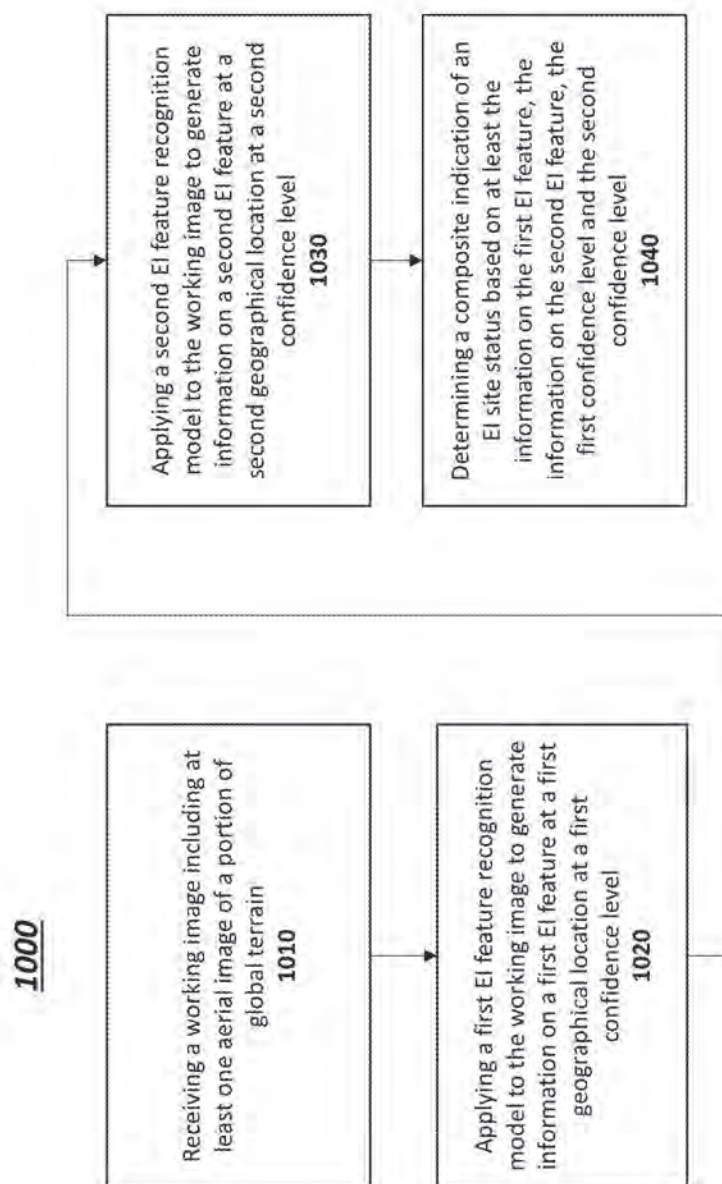 1000
Receiving a working image including at
least one aerial image of a portion of
global terrain
1010
Applying a first EI feature recognition
model to the working image to generate
information on a first EI feature at a first
geographical location at a first
confidence level
1020
Applying a second EI feature recognition
model to the working image to generate
information on a second EI feature at a
second geographical location at a second
confidence level
1030
Determining a composite indication of an
EI site status based on at least the
information on the first EI feature, the
information on the second EI feature, the
first confidence level and the second
confidence level
1040